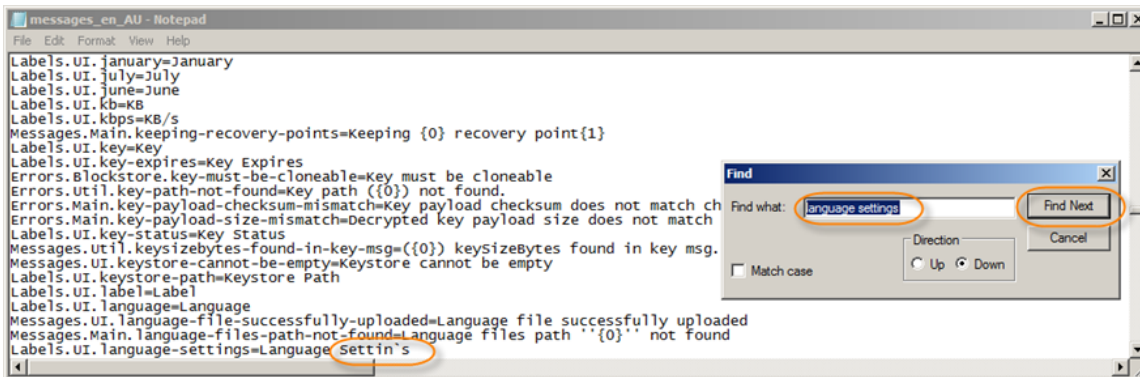 messages_en_AU - Notepad
File Edit Format View Help
Labels.UI.january=January
Labels.UI.july=July
Labels.UI.june=June
Labels.UI.kb=KB
Labels.UI.kbps=KB/s
Messages.Main.keeping-recovery-points=Keeping {0} recovery point{1}
Labels.UI.key=Key
Labels.UI.key-expires=Key Expires
Errors.Blockstore.key-must-be-cloneable=Key must be cloneable
Errors.Util.key-path-not-found=Key path ({0}) not found.
Errors.Main.key-payload-checksum-mismatch=Key payload checksum does not match ch
Errors.Main.key-payload-size-mismatch=Decrypted key payload size does not match
Labels.UI.key-status=Key Status
Messages.Util.keysizebytes-found-in-key-msg=({0}) keySizeBytes found in key msg.
Messages.UI.keystore-cannot-be-empty=Keystore cannot be empty
Labels.UI.keystore-path=Keystore Path
Labels.UI.label=Label
Labels.UI.language=Language
Messages.UI.language-file-successfully-uploaded=Language file successfully uploaded
Messages.Main.language-files-path-not-found=Language files path ''{0}'' not found
Labels.UI.language-settings=Language Settin`s
Find
Find what: language settings Find Next
Direction Cancel
Match case Up Down